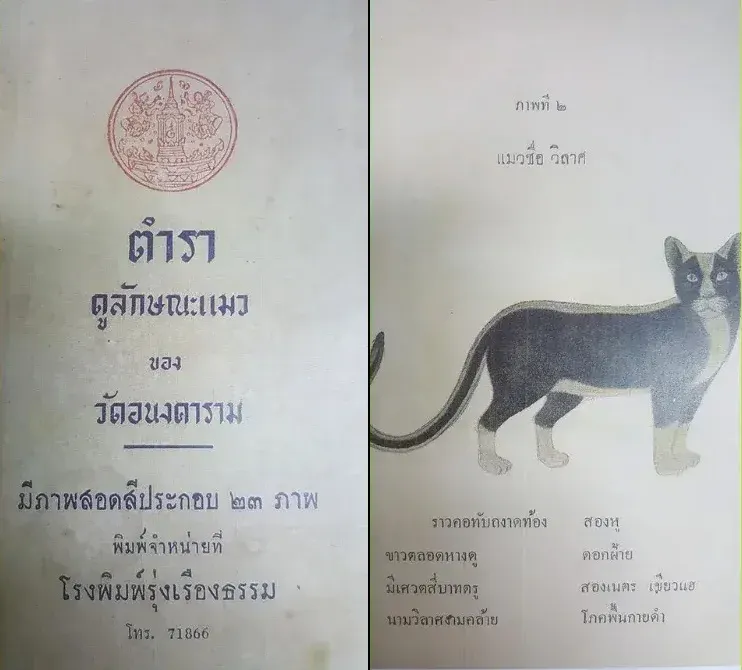 ตำรา
ดูลักษณะแมว
ของ
วัดอนงคาราม
มีภาพสอดสีประกอบ ๒๓ ภาพ
พิมพ์จำหน่ายที่
โรงพิมพ์รุ่งเรืองธรรม
โทร. 71866
ภาพที่ ๒
แมวชื่อ วิลาศ
ราวคอทับถงาดท้อง สองหู
ขาวตลอดหางดู ดอกฝ้าย
มีเศวตสี่บาทตรู สองเนตร เขียวแฮ
นามวิลาศงามคล้าย โภคพื้นกายดำ